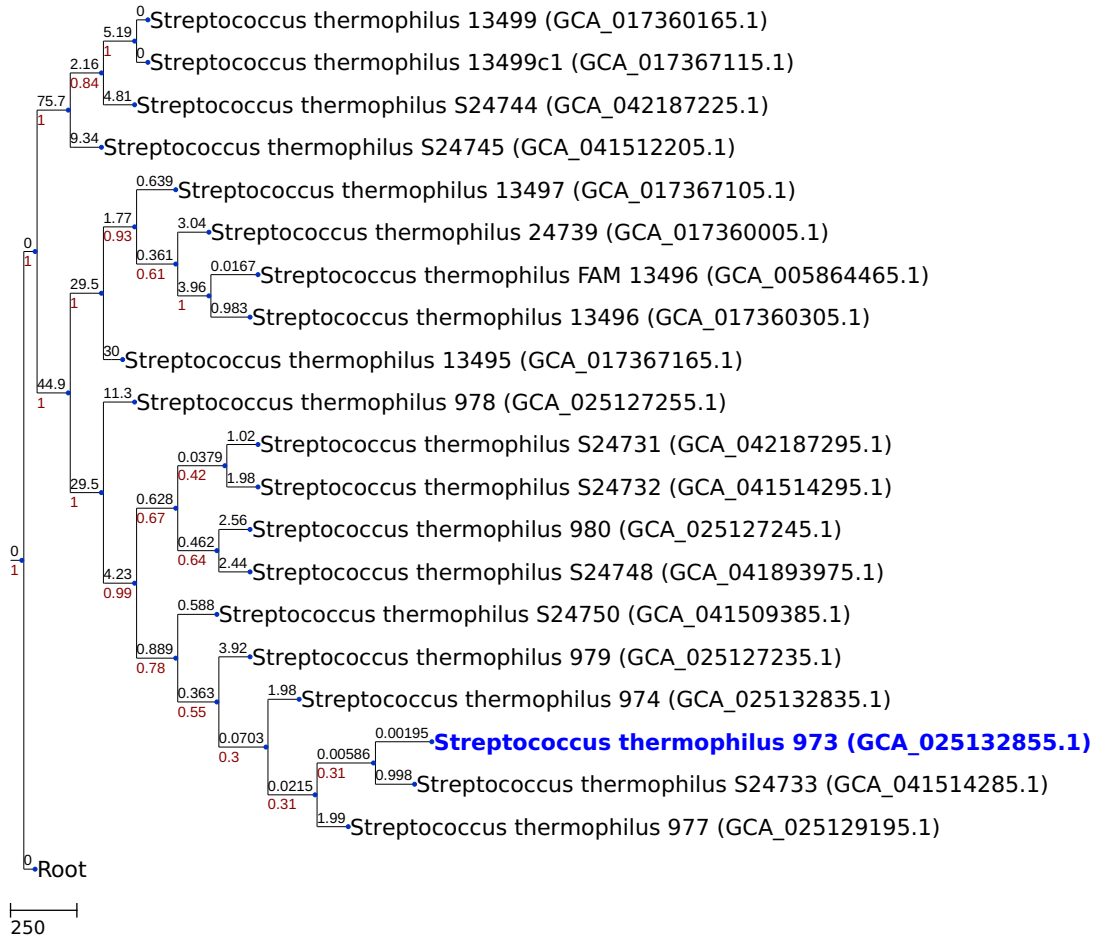 0
Streptococcus thermophilus 13499 (GCA_017360165.1)
5.19
1
0
Streptococcus thermophilus 13499c1 (GCA_017367115.1)
2.16
0.84
4.81
Streptococcus thermophilus S24744 (GCA_042187225.1)
75.7
1
9.34
Streptococcus thermophilus S24745 (GCA_041512205.1)
0.639
Streptococcus thermophilus 13497 (GCA_017367105.1)
1.77
0.93
3.04
Streptococcus thermophilus 24739 (GCA_017360005.1)
0
1
0.361
0.61
0.0167
Streptococcus thermophilus FAM 13496 (GCA_005864465.1)
29.5
1
3.96
1
0.983
Streptococcus thermophilus 13496 (GCA_017360305.1)
30
Streptococcus thermophilus 13495 (GCA_017367165.1)
44.9
1
11.3
Streptococcus thermophilus 978 (GCA_025127255.1)
1.02
Streptococcus thermophilus S24731 (GCA_042187295.1)
0.0379
0.42
1.98
Streptococcus thermophilus S24732 (GCA_041514295.1)
29.5
1
0.628
0.67
2.56
Streptococcus thermophilus 980 (GCA_025127245.1)
0.462
0.64
2.44
Streptococcus thermophilus S24748 (GCA_041893975.1)
0
1
4.23
0.99
0.588
Streptococcus thermophilus S24750 (GCA_041509385.1)
0.889
0.78
3.92
Streptococcus thermophilus 979 (GCA_025127235.1)
0.363
0.55
1.98
Streptococcus thermophilus 974 (GCA_025132835.1)
0.0703
0.3
0.00195
Streptococcus thermophilus 973 (GCA_025132855.1)
0.00586
0.31
0.998
Streptococcus thermophilus S24733 (GCA_041514285.1)
0.0215
0.31
1.99
Streptococcus thermophilus 977 (GCA_025129195.1)
0
Root
250